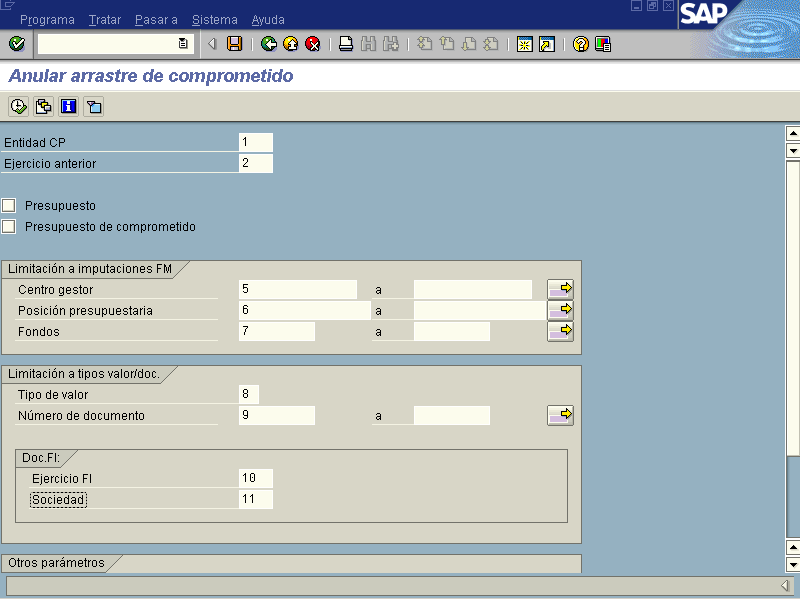 Programa Tratar Pasar a Sistema Ayuda
SAP
Anular arrastre de comprometido
Entidad CP 1
Ejercicio anterior 2
Presupuesto
Presupuesto de comprometido
Limitación a imputaciones FM
Centro gestor 5 a
Posición presupuestaria 6 a
Fondos 7 a
Limitación a tipos valor/doc.
Tipo de valor 8
Número de documento 9 a
Doc.FI:
Ejercicio FI 10
Sociedad 11
Otros parámetros